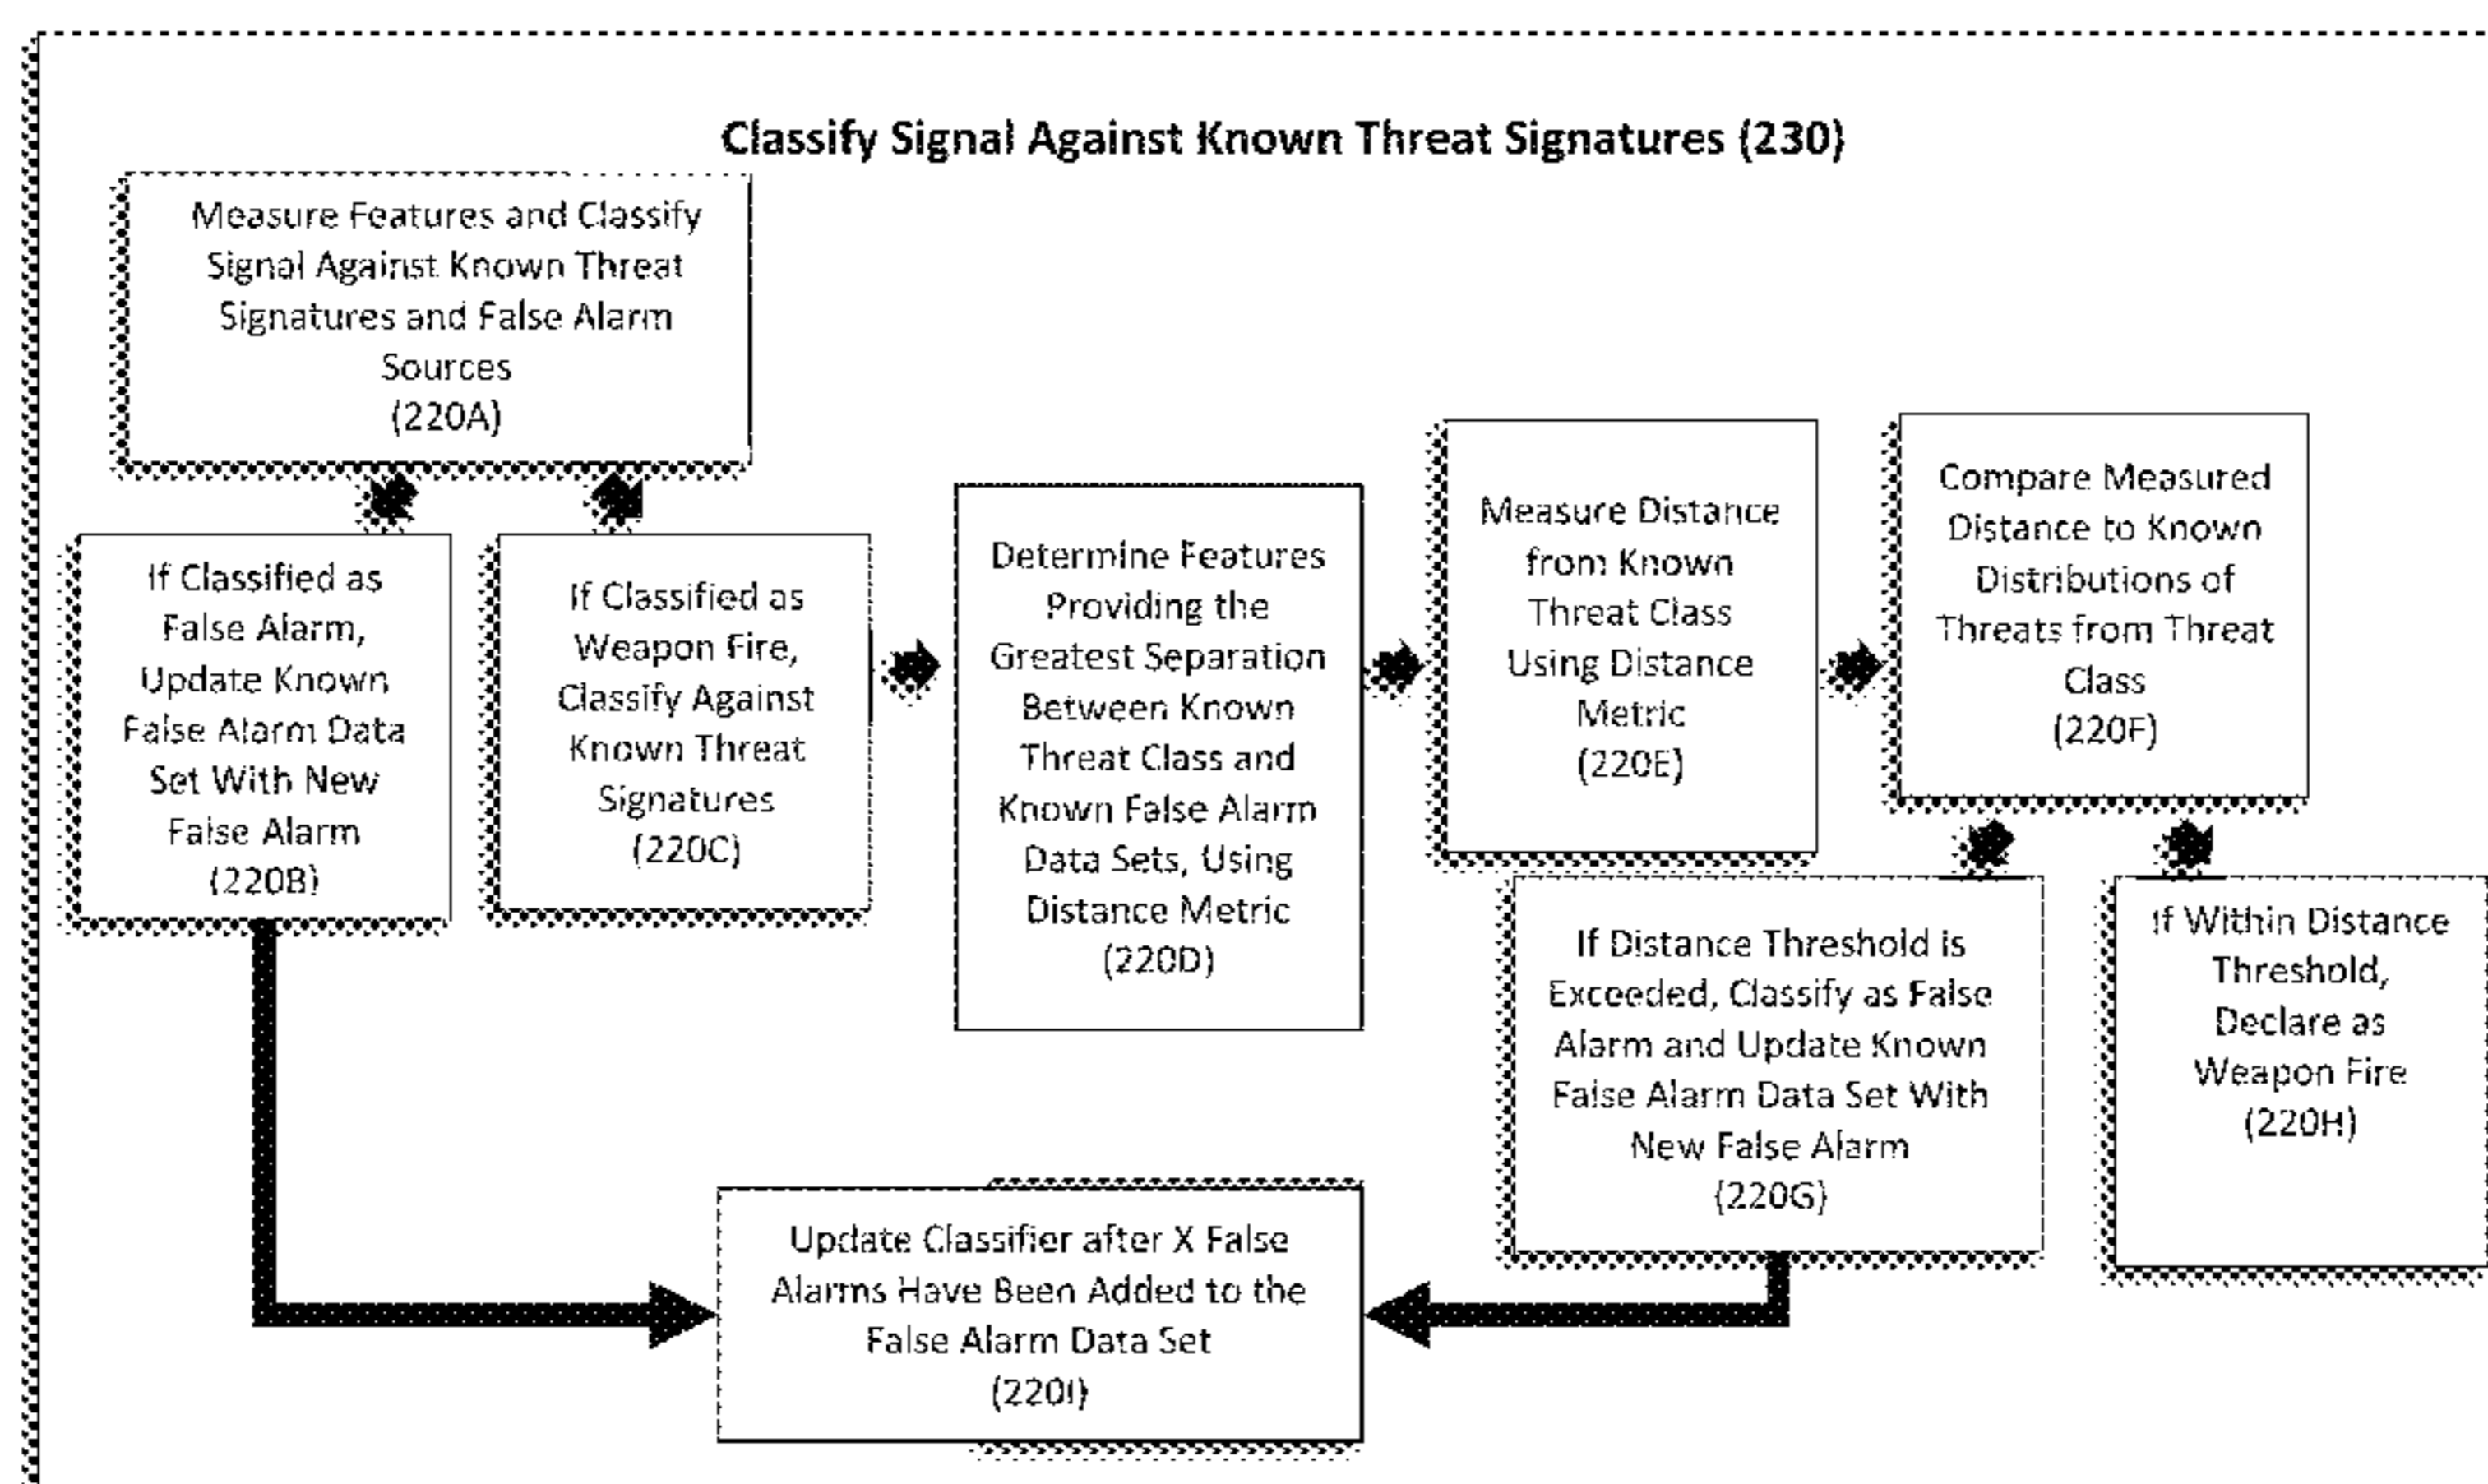 Classify Signal Against Known Threat Signatures (230)
Measure Features and Classify
Signal Against Known Threat
Signatures and False Alarm
Sources
(220A)
If Classified as
False Alarm,
Update Known
False Alarm Data
Set With New
False Alarm
(220B)
If Classified as
Weapon Fire,
Classify Against
Known Threat
Signatures
(220C)
Determine Features
Providing the
Greatest Separation
Between Known
Threat Class and
Known False Alarm
Data Sets, Using
Distance Metric
(220D)
Measure Distance
from Known
Threat Class
Using Distance
Metric
(220E)
Compare Measured
Distance to Known
Distributions of
Threats from Threat
Class
(220F)
If Distance Threshold is
Exceeded, Classify as False
Alarm and Update Known
False Alarm Data Set With
New False Alarm
(220G)
If Within Distance
Threshold,
Declare as
Weapon Fire
(220H)
Update Classifier after X False
Alarms Have Been Added to the
False Alarm Data Set
(220I)